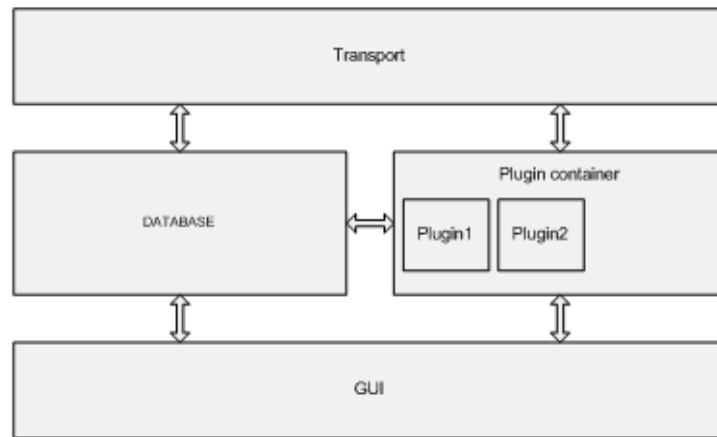 Transport
DATABASE
Plugin container
Plugin1
Plugin2
GUI